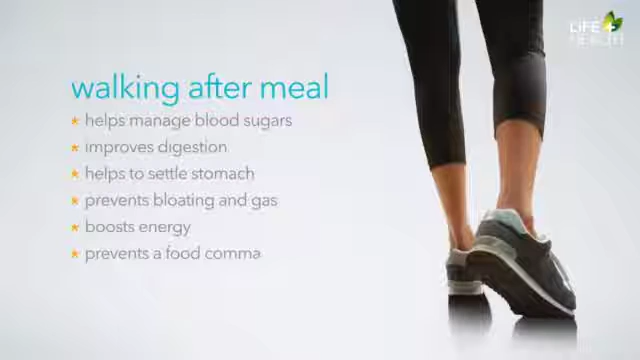 LiFE+
HEALTH
walking after meal
* helps manage blood sugars
* improves digestion
* helps to settle stomach
* prevents bloating and gas
* boosts energy
* prevents a food comma